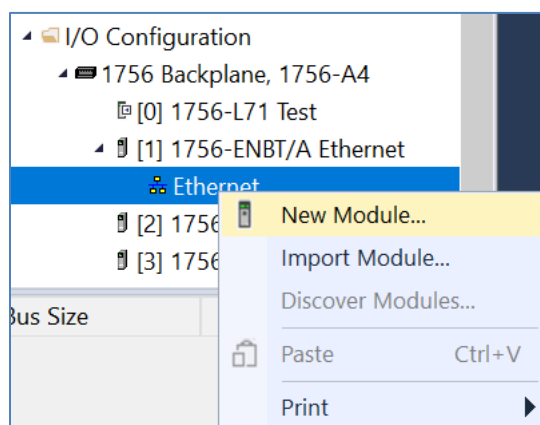 I/O Configuration
1756 Backplane, 1756-A4
[0] 1756-L71 Test
[1] 1756-ENBT/A Ethernet
Ethernet
[2] 1756
[3] 1756
New Module...
Import Module...
Discover Modules...
Paste Ctrl+V
Print
Bus Size